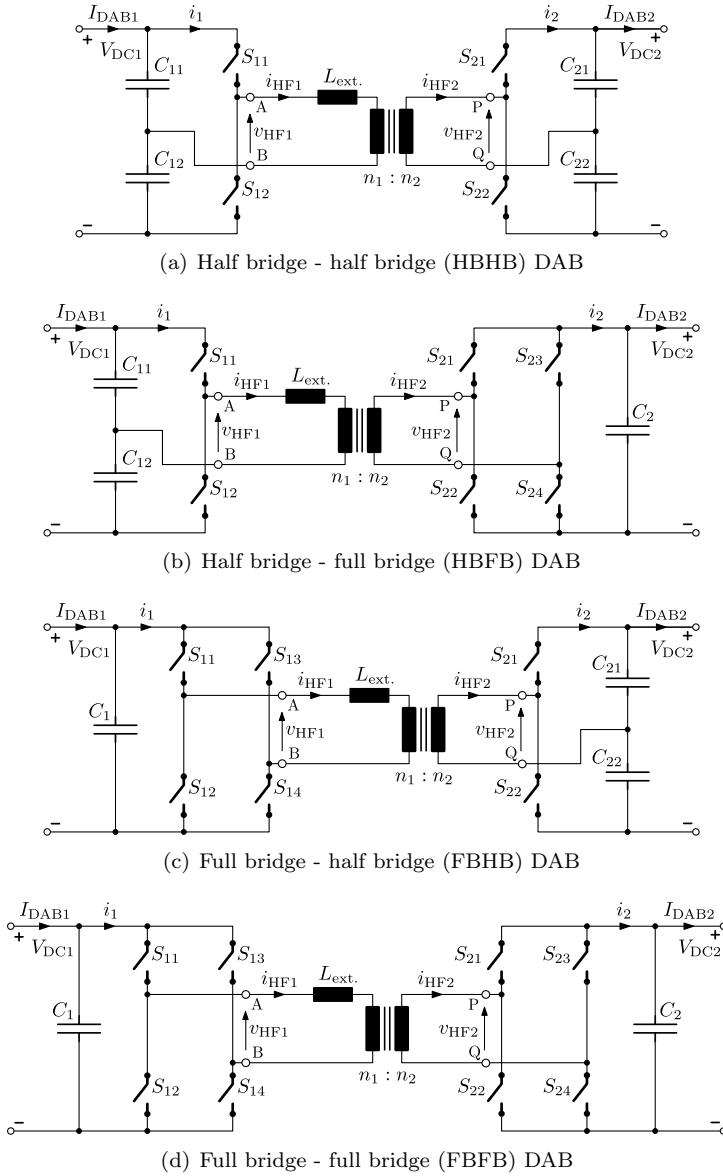 I_DAB1 i_1 i_2 I_DAB2
+ V_DC1 S_11 S_21 V_DC2 +
C_11 i_HF1 L_ext. i_HF2 C_21
A P
v_HF1 v_HF2
B Q
C_12 S_12 n_1 : n_2 S_22 C_22
− −
(a) Half bridge - half bridge (HBHB) DAB
I_DAB1 i_1 i_2 I_DAB2
+ V_DC1 S_11 S_21 S_23 V_DC2 +
C_11 i_HF1 L_ext. i_HF2
A P
v_HF1 v_HF2 C_2
B Q
C_12 S_12 n_1 : n_2 S_22 S_24
− −
(b) Half bridge - full bridge (HBFB) DAB
I_DAB1 i_1 i_2 I_DAB2
+ V_DC1 S_11 S_13 S_21 V_DC2 +
i_HF1 L_ext. i_HF2 C_21
A P
C_1 v_HF1 v_HF2
B Q
S_12 S_14 n_1 : n_2 S_22 C_22
− −
(c) Full bridge - half bridge (FBHB) DAB
I_DAB1 i_1 i_2 I_DAB2
+ V_DC1 S_11 S_13 S_21 S_23 V_DC2 +
i_HF1 L_ext. i_HF2
A P
C_1 v_HF1 v_HF2 C_2
B Q
S_12 S_14 n_1 : n_2 S_22 S_24
− −
(d) Full bridge - full bridge (FBFB) DAB